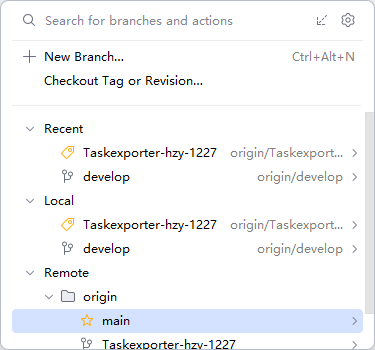 Search for branches and actions
New Branch... Ctrl+Alt+N
Checkout Tag or Revision...
Recent
Taskexporter-hzy-1227 origin/Taskexport...
develop origin/develop
Local
Taskexporter-hzy-1227 origin/Taskexport...
develop origin/develop
Remote
origin
main
Taskexporter-hzy-1227